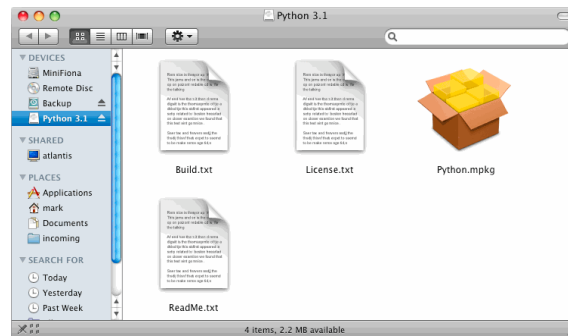 Python 3.1
DEVICES
MiniFiona
Remote Disc
Backup
Python 3.1
SHARED
atlantis
PLACES
Applications
mark
Documents
incoming
SEARCH FOR
Today
Yesterday
Past Week
Build.txt
License.txt
Python.mpkg
ReadMe.txt
4 items, 2.2 MB available